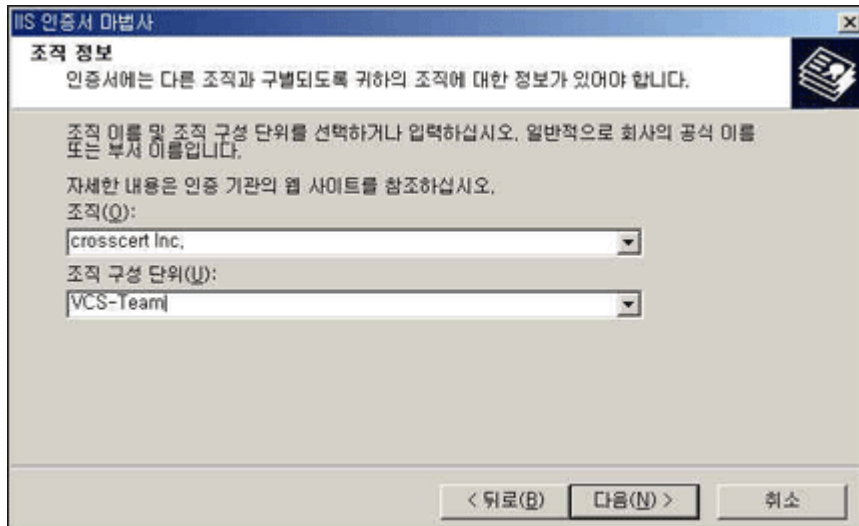 IIS 인증서 마법사
조직 정보
인증서에는 다른 조직과 구별되도록 귀하의 조직에 대한 정보가 있어야 합니다.
조직 이름 및 조직 구성 단위를 선택하거나 입력하십시오. 일반적으로 회사의 공식 이름
또는 부서 이름입니다.
자세한 내용은 인증 기관의 웹 사이트를 참조하십시오.
조직(O):
crosscert Inc.
조직 구성 단위(U):
VCS-Team
< 뒤로(B) 다음(N) > 취소